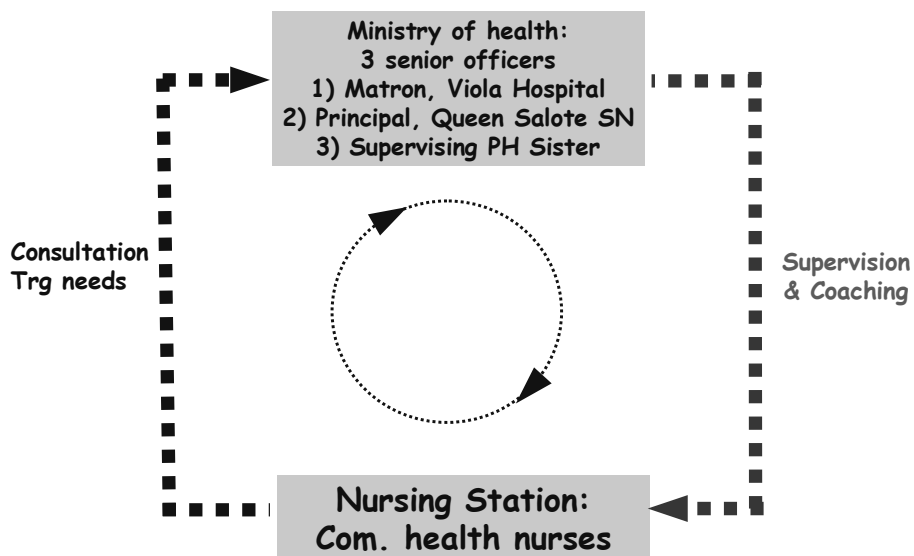 Ministry of health:
3 senior officers
1) Matron, Viola Hospital
2) Principal, Queen Salote SN
3) Supervising PH Sister
Consultation
Trg needs
Supervision
& Coaching
Nursing Station:
Com. health nurses